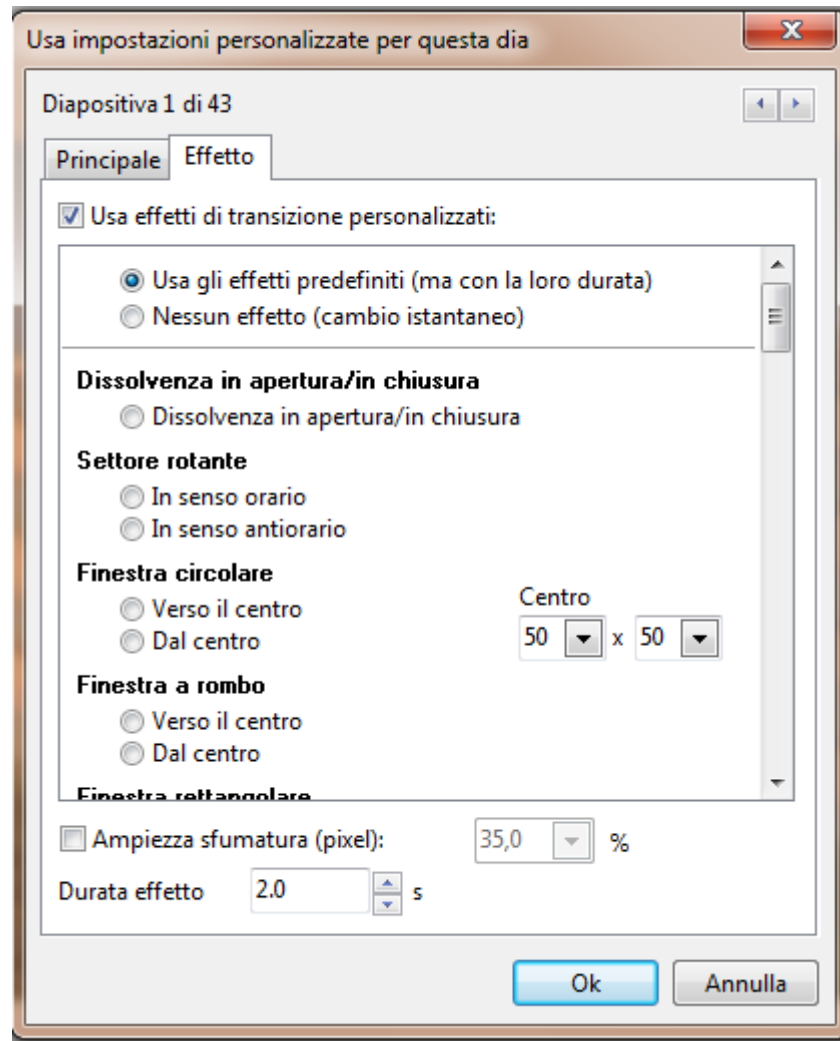 Usa impostazioni personalizzate per questa dia
Diapositiva 1 di 43
Principale Effetto
Usa effetti di transizione personalizzati:
Usa gli effetti predefiniti (ma con la loro durata)
Nessun effetto (cambio istantaneo)
Dissolvenza in apertura/in chiusura
Dissolvenza in apertura/in chiusura
Settore rotante
In senso orario
In senso antiorario
Finestra circolare
Verso il centro
Dal centro
Centro
50 x 50
Finestra a rombo
Verso il centro
Dal centro
Finestra rettangolare
Ampiezza sfumatura (pixel): 35,0 %
Durata effetto 2.0 s
Ok Annulla